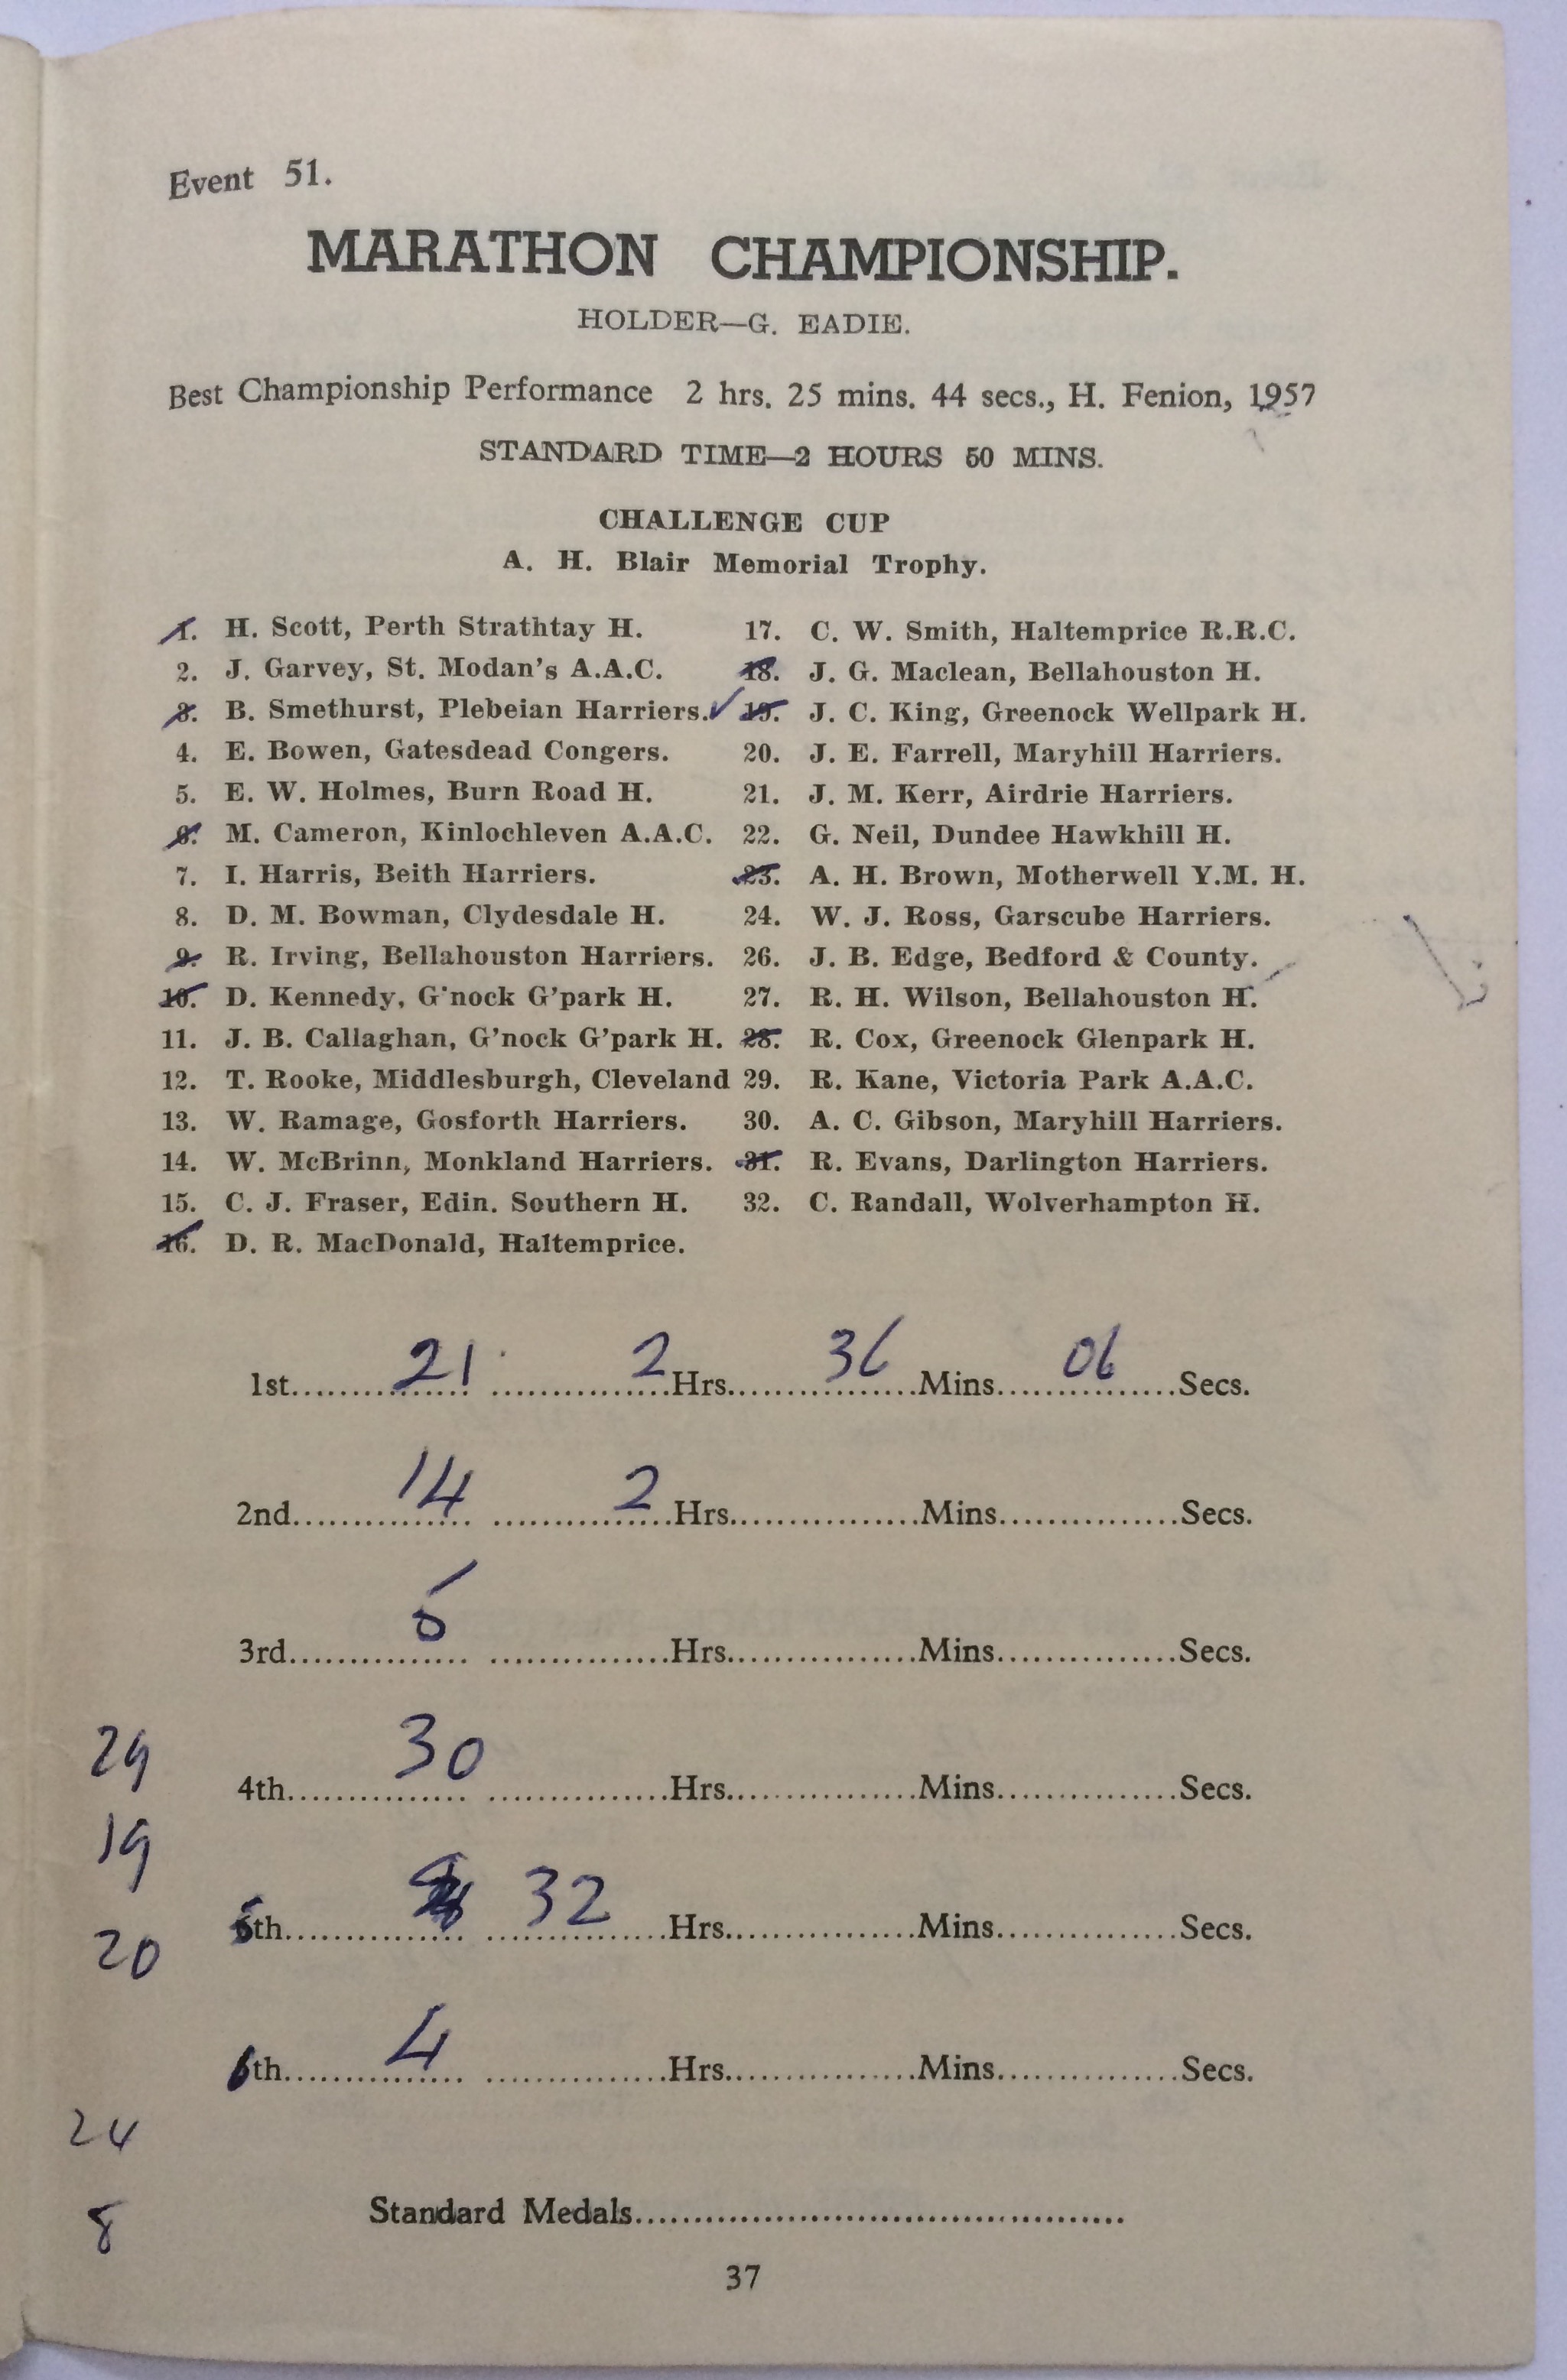 Event 51.
MARATHON CHAMPIONSHIP.
HOLDER—G. EADIE.
Best Championship Performance 2 hrs. 25 mins. 44 secs., H. Fenion, 1957
STANDARD TIME—2 HOURS 50 MINS.
CHALLENGE CUP
A. H. Blair Memorial Trophy.
1. H. Scott, Perth Strathtay H.
2. J. Garvey, St. Modan's A.A.C.
3. B. Smethurst, Plebeian Harriers.
4. E. Bowen, Gatesdead Congers.
5. E. W. Holmes, Burn Road H.
6. M. Cameron, Kinlochleven A.A.C.
7. I. Harris, Beith Harriers.
8. D. M. Bowman, Clydesdale H.
9. R. Irving, Bellahouston Harriers.
10. D. Kennedy, G'nock G'park H.
11. J. B. Callaghan, G'nock G'park H.
12. T. Rooke, Middlesburgh, Cleveland
13. W. Ramage, Gosforth Harriers.
14. W. McBrinn, Monkland Harriers.
15. C. J. Fraser, Edin. Southern H.
16. D. R. MacDonald, Haltemprice.
17. C. W. Smith, Haltemprice R.R.C.
18. J. G. Maclean, Bellahouston H.
✓ 19. J. C. King, Greenock Wellpark H.
20. J. E. Farrell, Maryhill Harriers.
21. J. M. Kerr, Airdrie Harriers.
22. G. Neil, Dundee Hawkhill H.
23. A. H. Brown, Motherwell Y.M. H.
24. W. J. Ross, Garscube Harriers.
26. J. B. Edge, Bedford & County.
27. R. H. Wilson, Bellahouston H.
28. R. Cox, Greenock Glenpark H.
29. R. Kane, Victoria Park A.A.C.
30. A. C. Gibson, Maryhill Harriers.
31. R. Evans, Darlington Harriers.
32. C. Randall, Wolverhampton H.
1st 21 2 Hrs. 36 Mins. 06 Secs.
2nd 14 2 Hrs. Mins. Secs.
3rd Hrs. Mins. Secs.
29
4th 30 Hrs. Mins. Secs.
19
5th 32 Hrs. Mins. Secs.
20
6th 4 Hrs. Mins. Secs.
24
8
Standard Medals
37